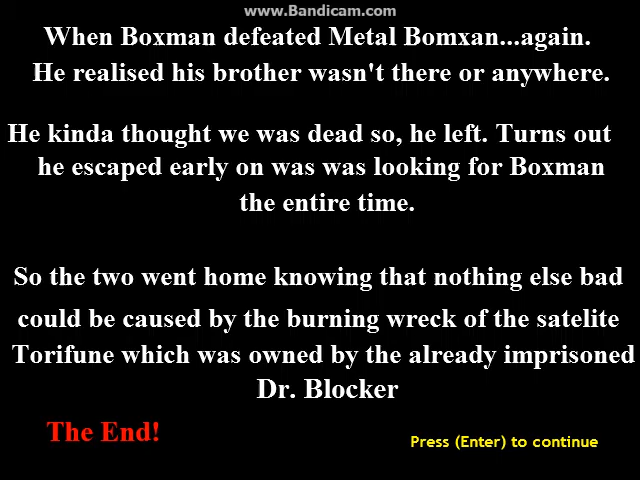 www.Bandicam.com
When Boxman defeated Metal Bomxan...again.
He realised his brother wasn't there or anywhere.
He kinda thought we was dead so, he left. Turns out
he escaped early on was was looking for Boxman
the entire time.
So the two went home knowing that nothing else bad
could be caused by the burning wreck of the satelite
Torifune which was owned by the already imprisoned
Dr. Blocker
The End!
Press (Enter) to continue